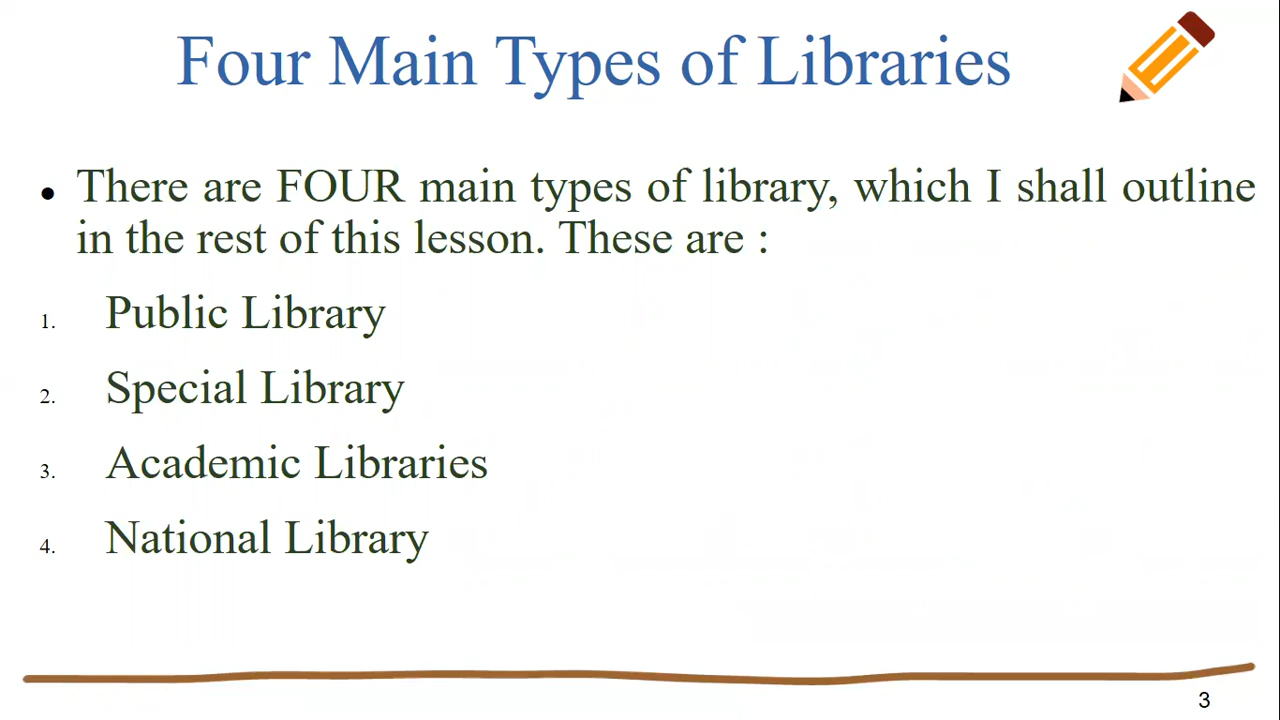 Four Main Types of Libraries
• There are FOUR main types of library, which I shall outline
in the rest of this lesson. These are :
1. Public Library
2. Special Library
3. Academic Libraries
4. National Library
3